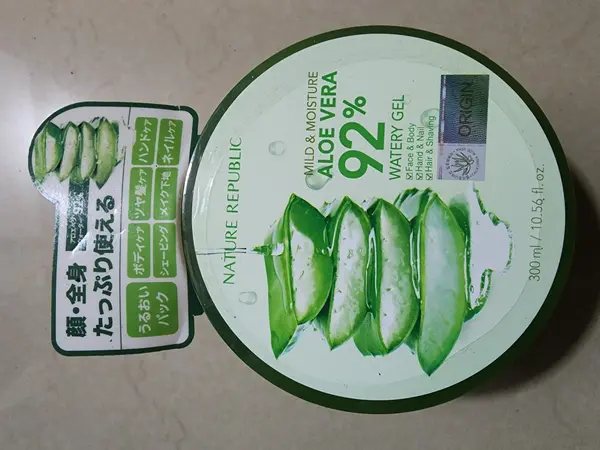 顔・全身
たっぷり使える
うるおい
パック
ボディケア
ツヤ髪ケア
ハンドケア
シェービング
メイク下地
ネイルケア
NATURE REPUBLIC
MILD & MOISTURE
ALOE VERA
92%
WATERY GEL
Face & Body
Hand & Nail
Hair & Shaving
ORIGIN
300 ml / 10.56 fl. oz.